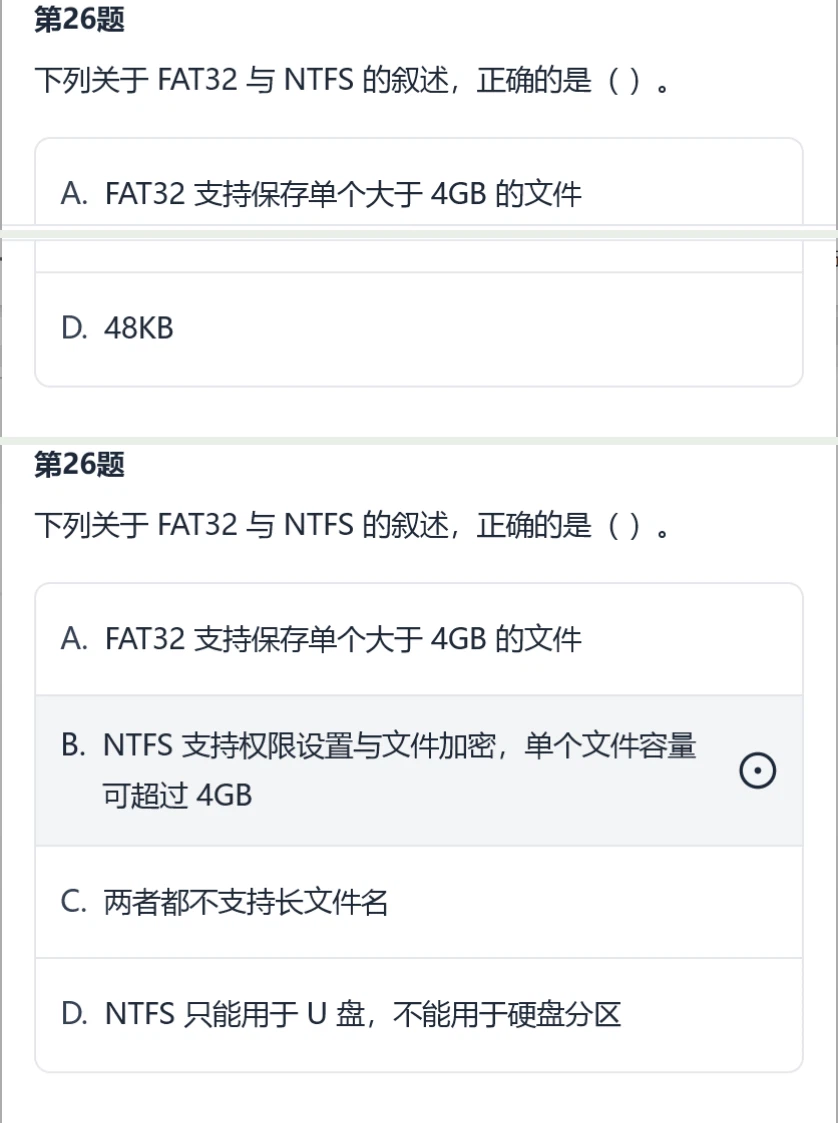 第26题
下列关于 FAT32 与 NTFS 的叙述，正确的是（ ）。
A. FAT32 支持保存单个大于 4GB 的文件
D. 48KB
第26题
下列关于 FAT32 与 NTFS 的叙述，正确的是（ ）。
A. FAT32 支持保存单个大于 4GB 的文件
B. NTFS 支持权限设置与文件加密，单个文件容量
可超过 4GB
C. 两者都不支持长文件名
D. NTFS 只能用于 U 盘，不能用于硬盘分区